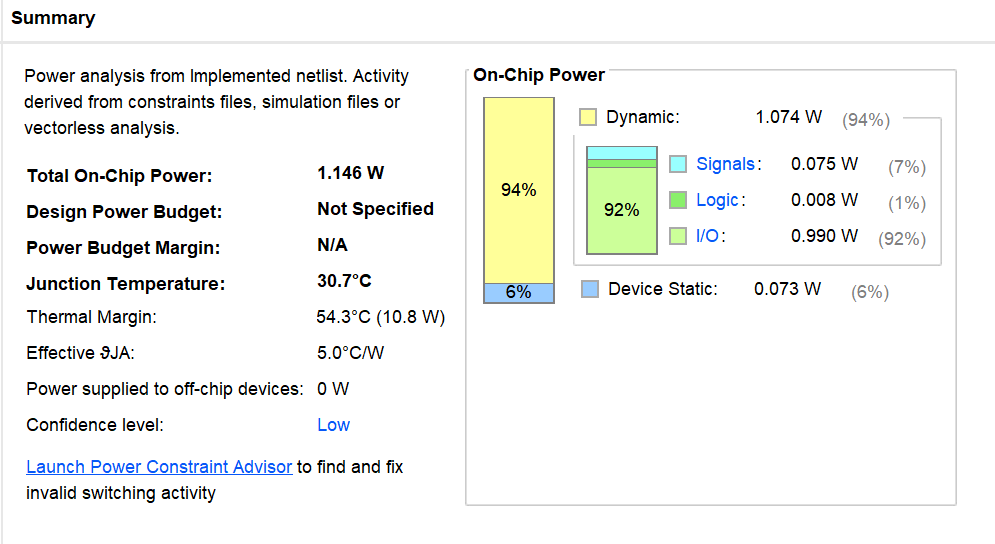 Summary
Power analysis from Implemented netlist. Activity
derived from constraints files, simulation files or
vectorless analysis.
Total On-Chip Power: 1.146 W
Design Power Budget: Not Specified
Power Budget Margin: N/A
Junction Temperature: 30.7°C
Thermal Margin: 54.3°C (10.8 W)
Effective ϑJA: 5.0°C/W
Power supplied to off-chip devices: 0 W
Confidence level: Low
Launch Power Constraint Advisor to find and fix
invalid switching activity
On-Chip Power
Dynamic: 1.074 W (94%)
94%
Signals: 0.075 W (7%)
Logic: 0.008 W (1%)
92%
I/O: 0.990 W (92%)
6%
Device Static: 0.073 W (6%)